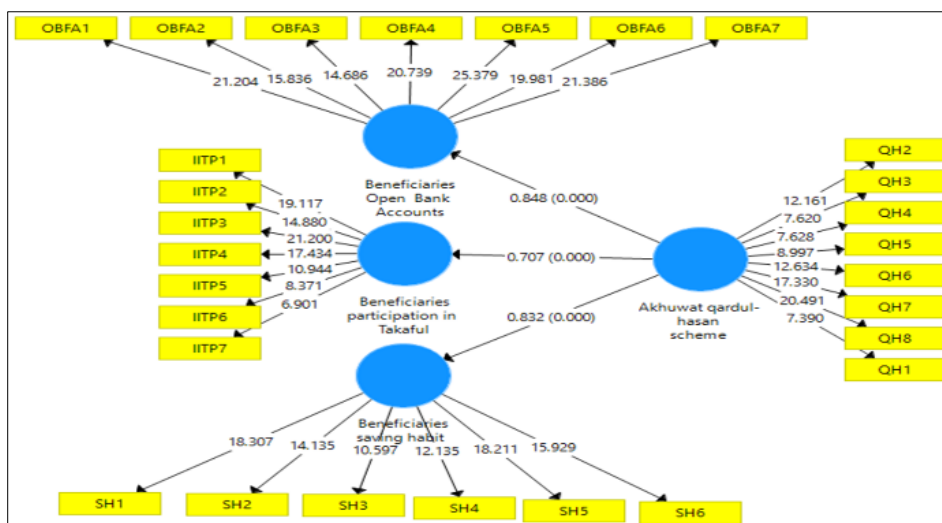 OBFA1 OBFA2 OBFA3 OBFA4 OBFA5 OBFA6 OBFA7
21.204 15.836 14.686 20.739 25.379 19.981 21.386
Beneficiaries
Open Bank
Accounts
IITP1
IITP2
IITP3
IITP4
IITP5
IITP6
IITP7
19.117
14.880
21.200
17.434
10.944
8.371
6.901
Beneficiaries
participation in
Takaful
0.848 (0.000)
0.707 (0.000)
0.832 (0.000)
Akhuwat qardul-
hasan
scheme
12.161
7.620
7.628
8.997
12.634
17.330
20.491
7.390
QH2
QH3
QH4
QH5
QH6
QH7
QH8
QH1
Beneficiaries
saving habit
18.307 14.135 10.597 12.135 18.211 15.929
SH1 SH2 SH3 SH4 SH5 SH6